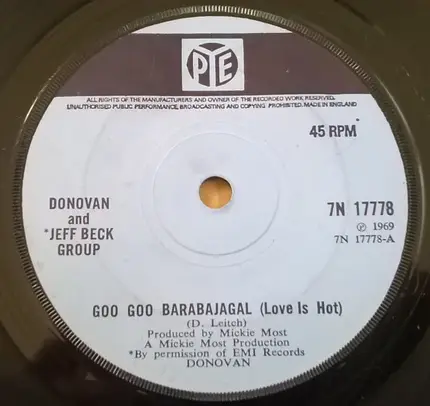 PYE
ALL RIGHTS OF THE MANUFACTURERS AND OWNER OF THE RECORDED WORK RESERVED.
UNAUTHORISED PUBLIC PERFORMANCE, BROADCASTING AND COPYING PROHIBITED. MADE IN ENGLAND
45 RPM
DONOVAN
and
*JEFF BECK
GROUP
7N 17778
℗ 1969
7N 17778-A
GOO GOO BARABAJAGAL (Love Is Hot)
(D. Leitch)
Produced by Mickie Most
A Mickie Most Production
*By permission of EMI Records
DONOVAN